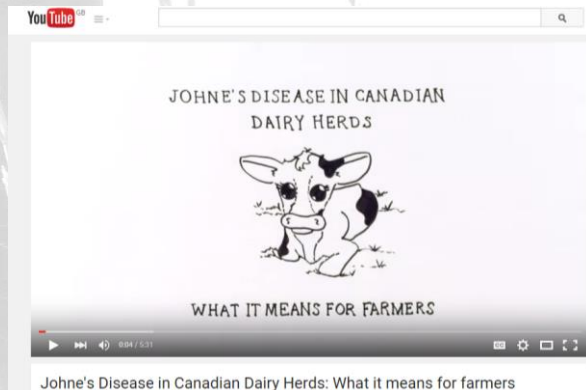 YouTube GB
JOHNE'S DISEASE IN CANADIAN
DAIRY HERDS
WHAT IT MEANS FOR FARMERS
0:04 / 5:31
CC
Johne's Disease in Canadian Dairy Herds: What it means for farmers